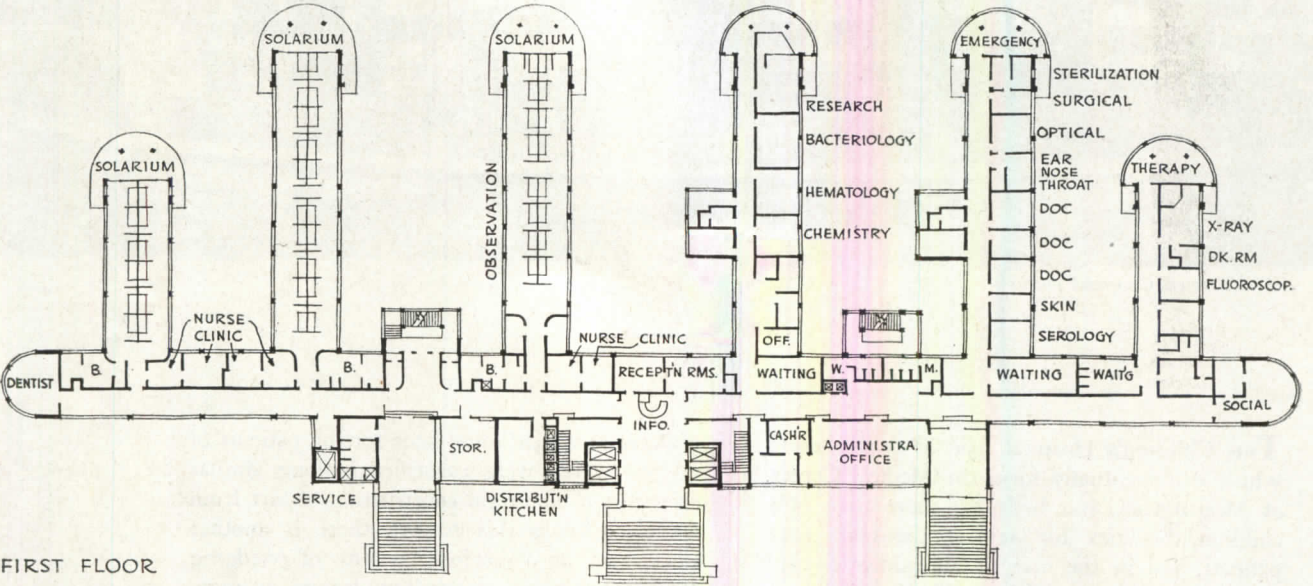 SOLARIUM
SOLARIUM
EMERGENCY
STERILIZATION
SURGICAL
RESEARCH
BACTERIOLOGY
OPTICAL
EAR
NOSE
THROAT
SOLARIUM
THERAPY
OBSERVATION
HEMATOLOGY
CHEMISTRY
DOC
DOC.
DOC.
X-RAY
DK. RM
FLUOROSCOP.
SKIN
SEROLOGY
NURSE
CLINIC
NURSE CLINIC
OFF.
DENTIST
B.
B.
B.
RECEPT'N RMS.
WAITING
W.
M.
WAITING
WAIT'G
SOCIAL
INFO.
CASH'R
ADMINISTRA.
OFFICE
STOR.
SERVICE
DISTRIBUT'N
KITCHEN
FIRST FLOOR